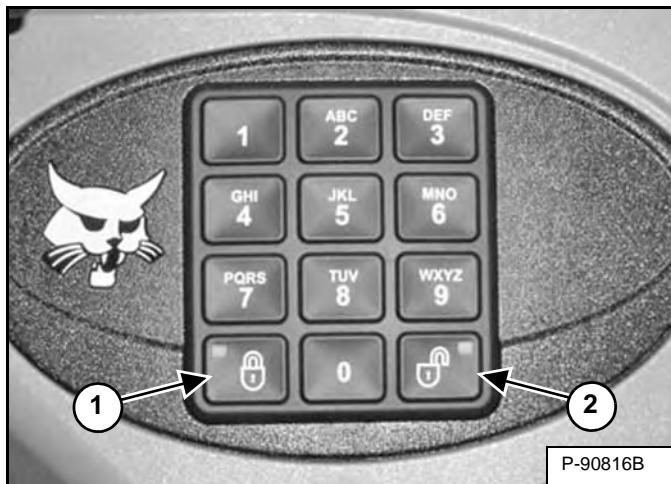 1
ABC
2
DEF
3
GHI
4
JKL
5
MNO
6
PQRS
7
TUV
8
WXYZ
9
0
1
2
P-90816B